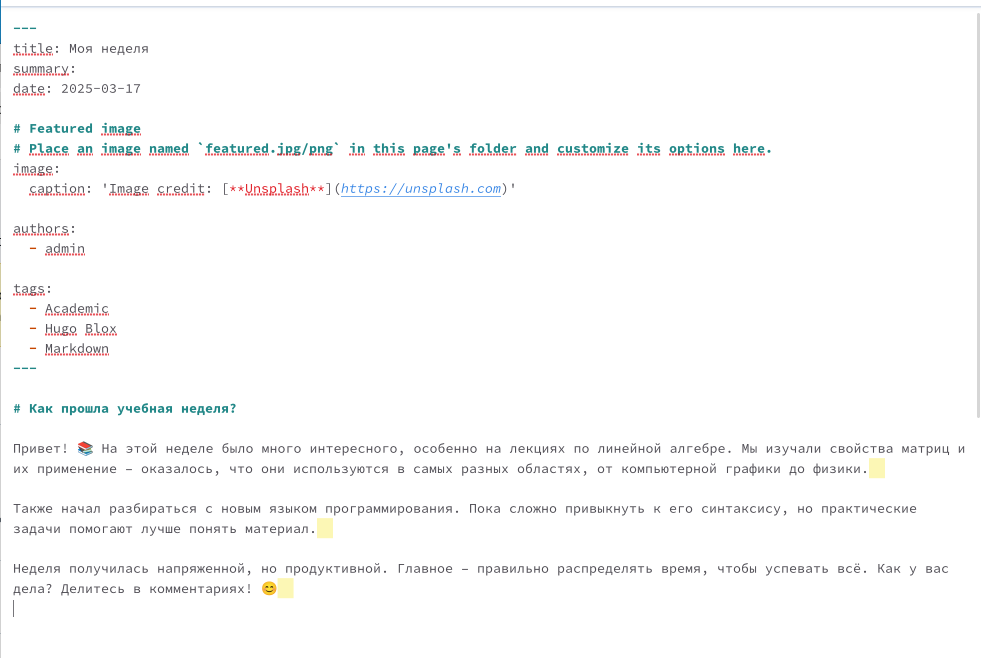 ---
title: Моя неделя
summary:
date: 2025-03-17
# Featured image
# Place an image named `featured.jpg/png` in this page's folder and customize its options here.
image:
caption: 'Image credit: [**Unsplash**](https://unsplash.com)'
authors:
- admin
tags:
- Academic
- Hugo Blox
- Markdown
---
# Как прошла учебная неделя?
Привет! 📚 На этой неделе было много интересного, особенно на лекциях по линейной алгебре. Мы изучали свойства матриц и
их применение – оказалось, что они используются в самых разных областях, от компьютерной графики до физики.
Также начал разбираться с новым языком программирования. Пока сложно привыкнуть к его синтаксису, но практические
задачи помогают лучше понять материал.
Неделя получилась напряженной, но продуктивной. Главное – правильно распределять время, чтобы успевать всё. Как у вас
дела? Делитесь в комментариях! 😊